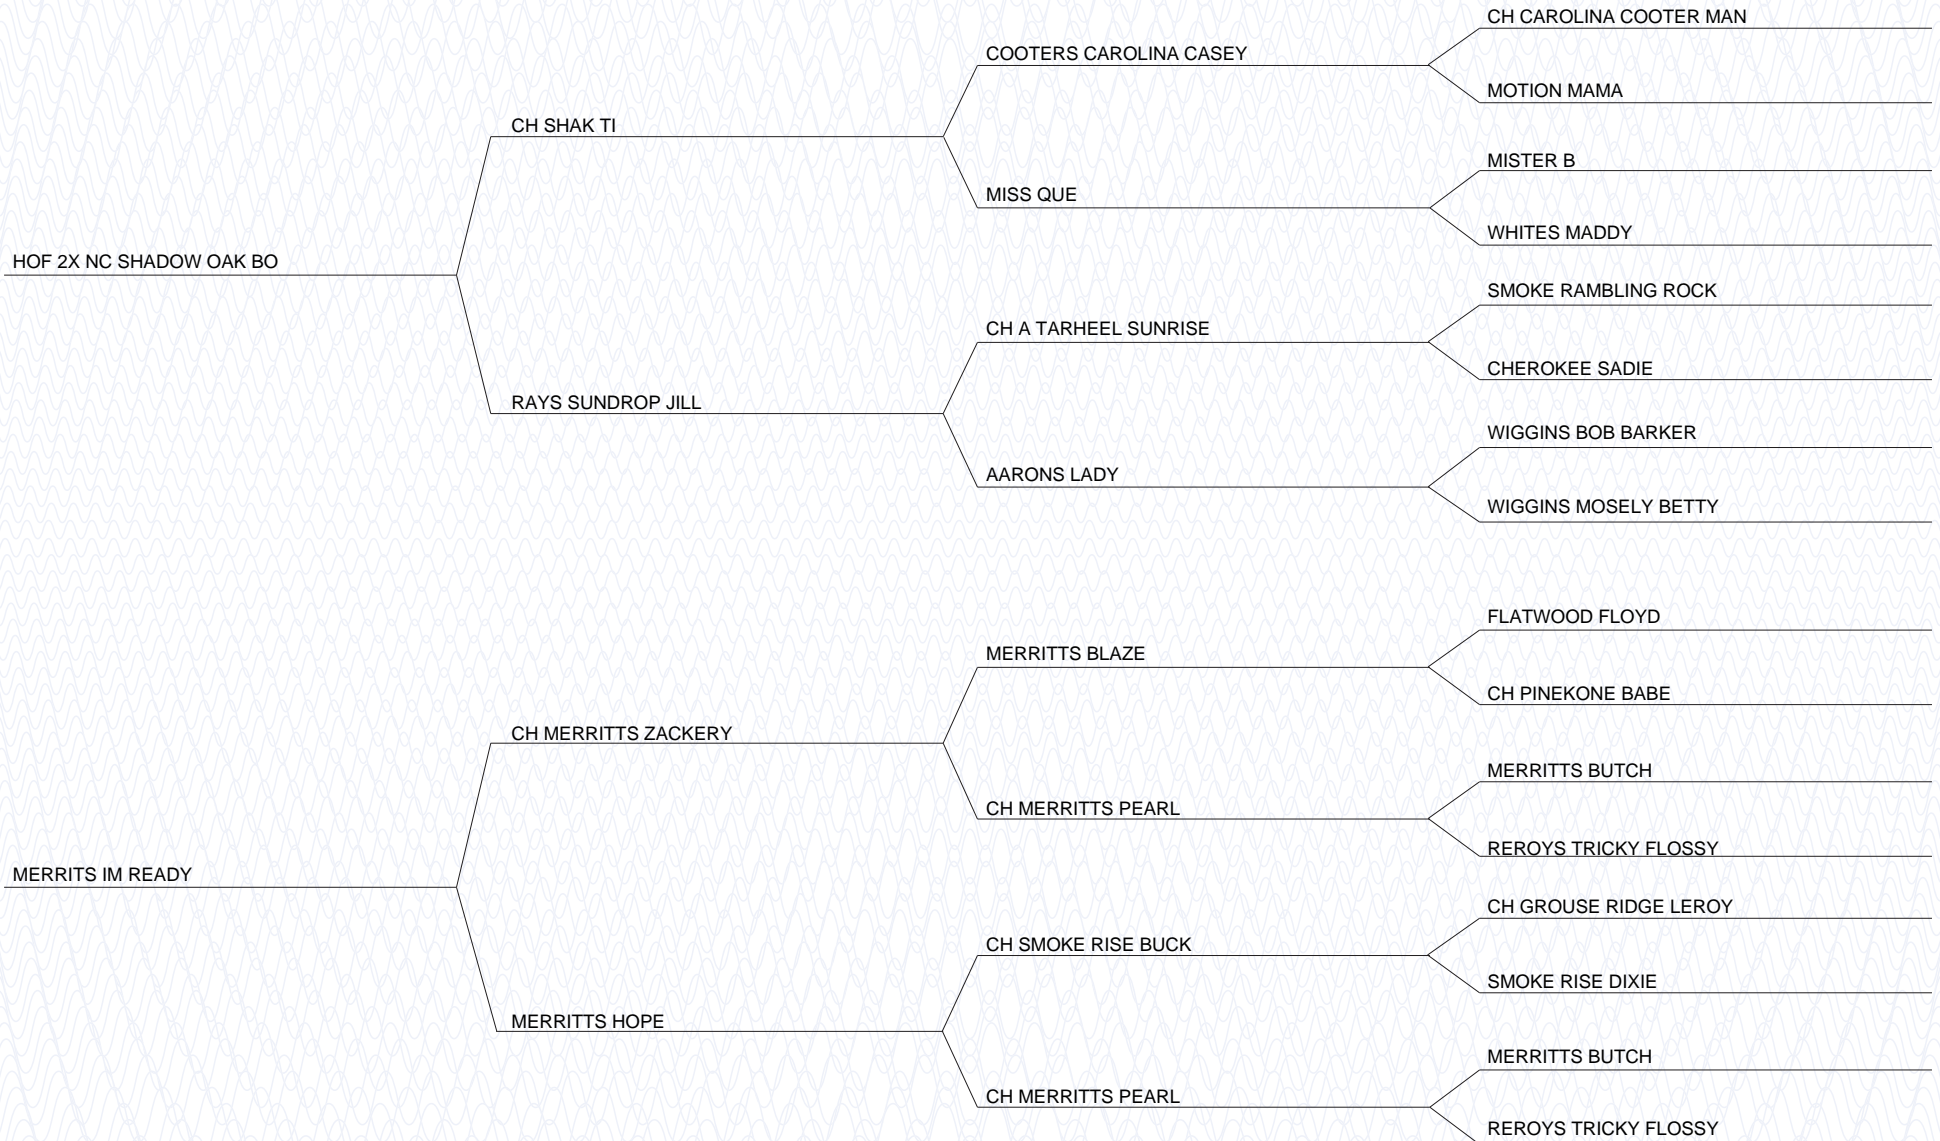 CH CAROLINA COOTER MAN
COOTERS CAROLINA CASEY
MOTION MAMA
CH SHAK TI
MISTER B
MISS QUE
WHITES MADDY
HOF 2X NC SHADOW OAK BO
SMOKE RAMBLING ROCK
CH A TARHEEL SUNRISE
CHEROKEE SADIE
RAYS SUNDROP JILL
WIGGINS BOB BARKER
AARONS LADY
WIGGINS MOSELY BETTY
FLATWOOD FLOYD
MERRITTS BLAZE
CH PINEKONE BABE
CH MERRITTS ZACKERY
MERRITTS BUTCH
CH MERRITTS PEARL
REROYS TRICKY FLOSSY
MERRITS IM READY
CH GROUSE RIDGE LEROY
CH SMOKE RISE BUCK
SMOKE RISE DIXIE
MERRITTS HOPE
MERRITTS BUTCH
CH MERRITTS PEARL
REROYS TRICKY FLOSSY